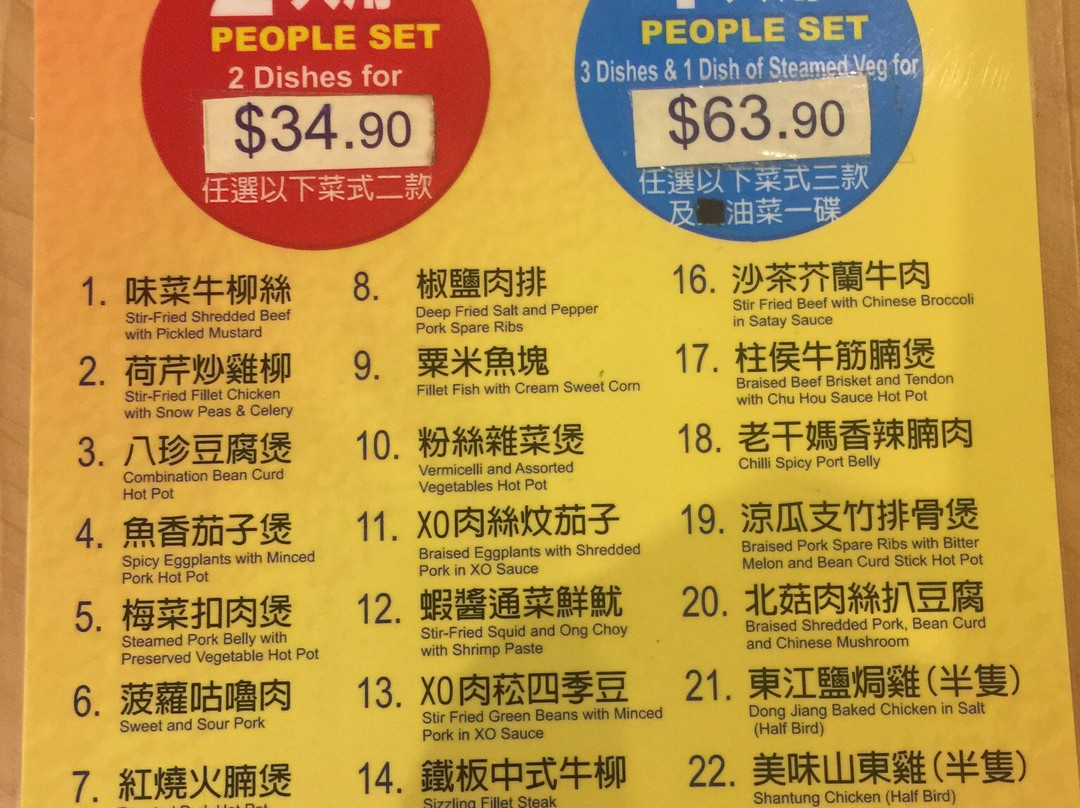 PEOPLE SET
2 Dishes for
$34.90
任選以下菜式二款
PEOPLE SET
3 Dishes & 1 Dish of Steamed Veg for
$63.90
任選以下菜式三款
及 油菜一碟
1. 味菜牛柳絲
Stir-Fried Shredded Beef
with Pickled Mustard
2. 荷芹炒雞柳
Stir-Fried Fillet Chicken
with Snow Peas & Celery
3. 八珍豆腐煲
Combination Bean Curd
Hot Pot
4. 魚香茄子煲
Spicy Eggplants with Minced
Pork Hot Pot
5. 梅菜扣肉煲
Steamed Pork Belly with
Preserved Vegetable Hot Pot
6. 菠蘿咕嚕肉
Sweet and Sour Pork
7. 紅燒火腩煲
8. 椒鹽肉排
Deep Fried Salt and Pepper
Pork Spare Ribs
9. 粟米魚塊
Fillet Fish with Cream Sweet Corn
10. 粉絲雜菜煲
Vermicelli and Assorted
Vegetables Hot Pot
11. XO肉絲炆茄子
Braised Eggplants with Shredded
Pork in XO Sauce
12. 蝦醬通菜鮮魷
Stir-Fried Squid and Ong Choy
with Shrimp Paste
13. XO肉菘四季豆
Stir Fried Green Beans with Minced
Pork in XO Sauce
14. 鐵板中式牛柳
Sizzling Fillet Steak
16. 沙茶芥蘭牛肉
Stir Fried Beef with Chinese Broccoli
in Satay Sauce
17. 柱侯牛筋腩煲
Braised Beef Brisket and Tendon
with Chu Hou Sauce Hot Pot
18. 老干媽香辣腩肉
Chilli Spicy Port Belly
19. 涼瓜支竹排骨煲
Braised Pork Spare Ribs with Bitter
Melon and Bean Curd Stick Hot Pot
20. 北菇肉絲扒豆腐
Braised Shredded Pork, Bean Curd
and Chinese Mushroom
21. 東江鹽焗雞(半隻)
Dong Jiang Baked Chicken in Salt
(Half Bird)
22. 美味山東雞(半隻)
Shantung Chicken (Half Bird)